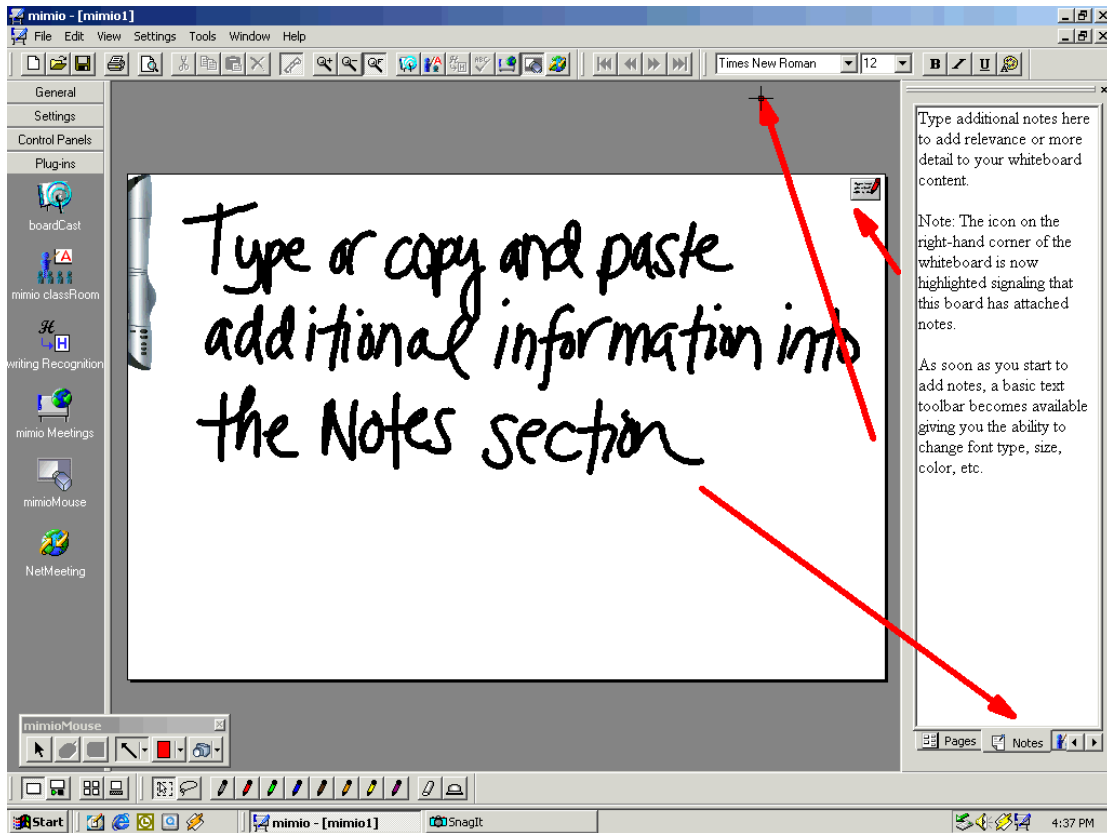 mimio - [mimio1]
File Edit View Settings Tools Window Help
Times New Roman 12 B I U
General
Settings
Control Panels
Plug-ins
boardCast
mimio classRoom
writing Recognition
mimio Meetings
mimioMouse
NetMeeting
Type or copy and paste
additional information into
the Notes section
Type additional notes here
to add relevance or more
detail to your whiteboard
content.
Note: The icon on the
right-hand corner of the
whiteboard is now
highlighted signaling that
this board has attached
notes.
As soon as you start to
add notes, a basic text
toolbar becomes available
giving you the ability to
change font type, size,
color, etc.
Pages Notes
mimioMouse
Start mimio - [mimio1] SnagIt 4:37 PM